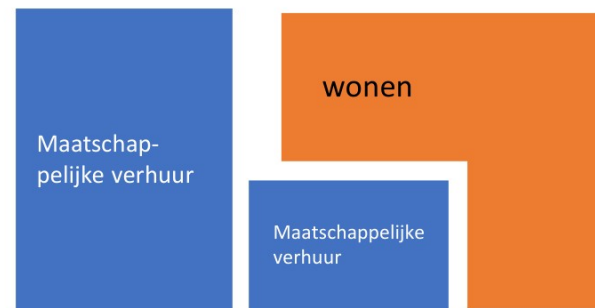 Maatschap-
pelijke verhuur
wonen
Maatschappelijke
verhuur